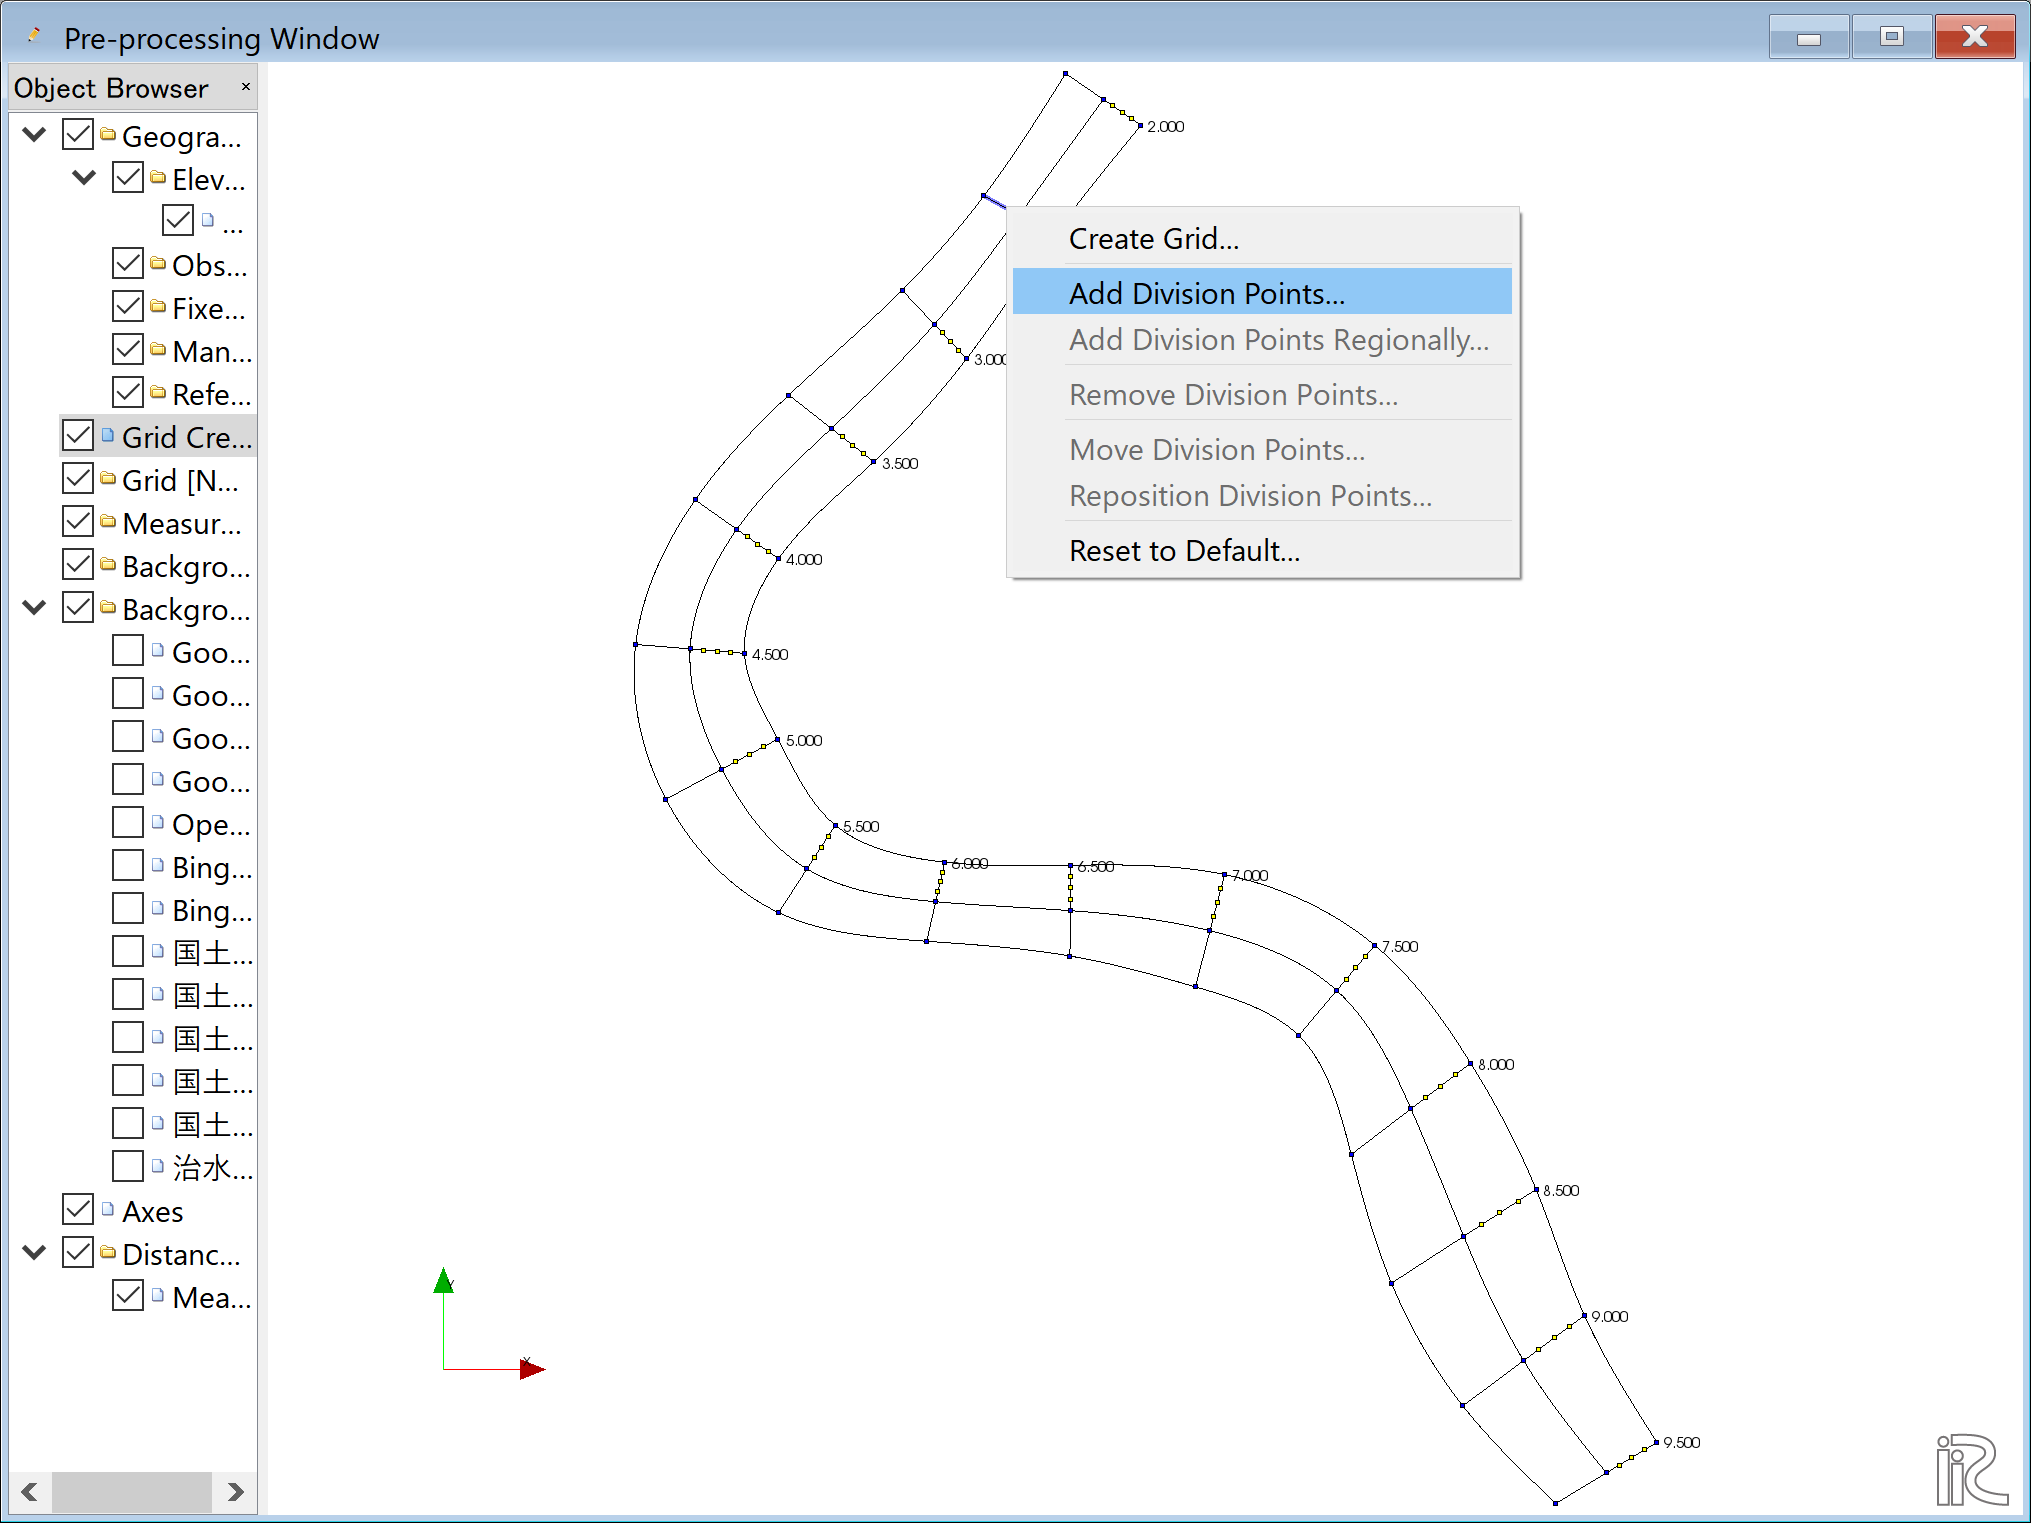 Pre-processing Window
Object Browser
Geogra...
Elev...
...
Obs...
Fixe...
Man...
Refe...
Grid Cre...
Grid [N...
Measur...
Backgro...
Backgro...
Goo...
Goo...
Goo...
Goo...
Ope...
Bing...
Bing...
国土...
国土...
国土...
国土...
国土...
治水...
Axes
Distanc...
Mea...
2.000
Create Grid...
Add Division Points...
Add Division Points Regionally...
Remove Division Points...
Move Division Points...
Reposition Division Points...
Reset to Default...
3.000
3.500
4.000
4.500
5.000
5.500
6.000
6.500
7.000
7.500
8.000
8.500
9.000
9.500
Y
X
iRIC